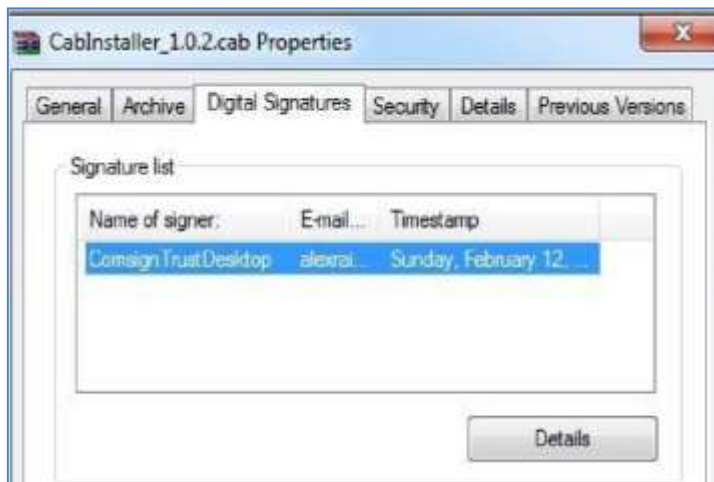 CabInstaller_1.0.2.cab Properties
General Archive Digital Signatures Security Details Previous Versions
Signature list
Name of signer: E-mail... Timestamp
ComsignTrustDesktop alexrai... Sunday, February 12, ...
Details